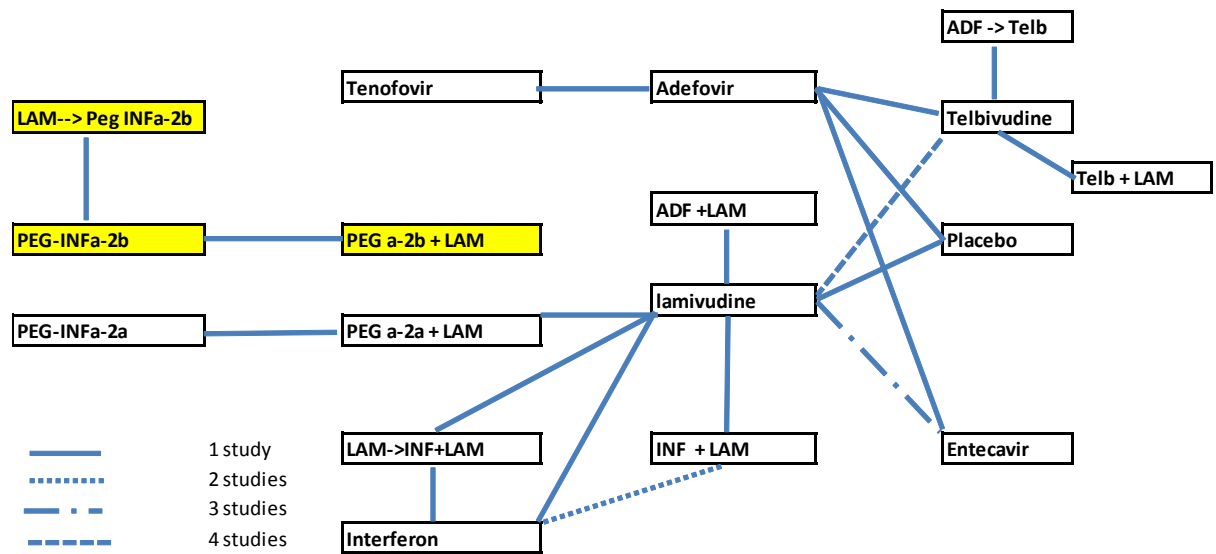 ADF -> Telb
Tenofovir
Adefovir
LAM--> Peg INFa-2b
Telbivudine
Telb + LAM
ADF +LAM
PEG-INFa-2b
PEG a-2b + LAM
Placebo
lamivudine
PEG-INFa-2a
PEG a-2a + LAM
LAM->INF+LAM
INF + LAM
Entecavir
1 study
2 studies
3 studies
4 studies
Interferon